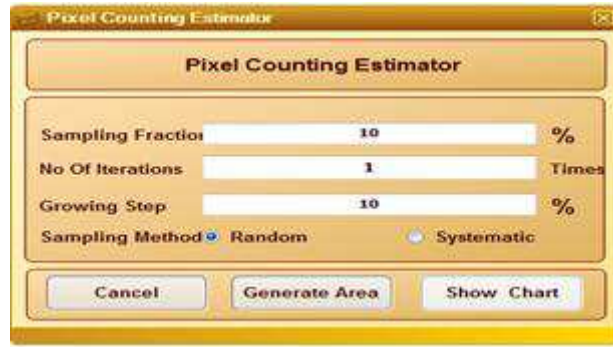 Pixel Counting Estimator
Pixel Counting Estimator
Sampling Fraction 10 %
No Of Iterations 1 Times
Growing Step 10 %
Sampling Method Random Systematic
Cancel Generate Area Show Chart